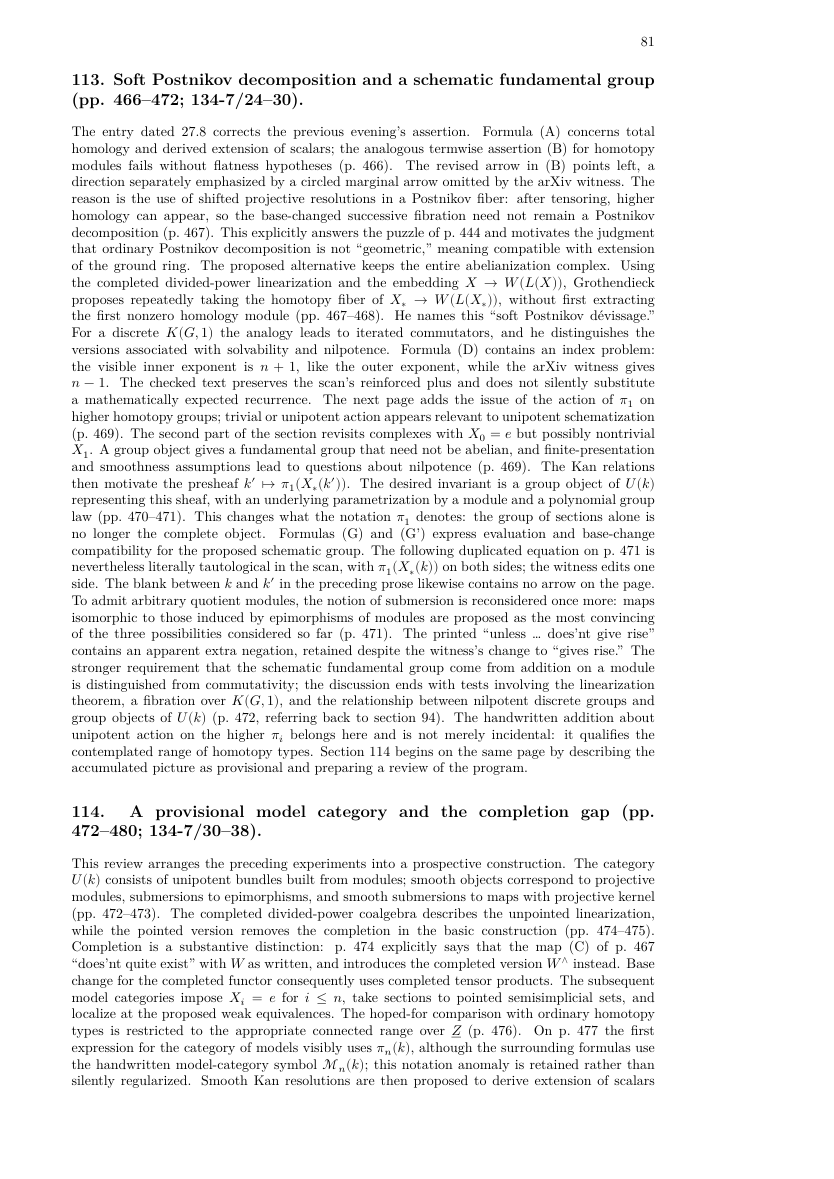 81
113. Soft Postnikov decomposition and a schematic fundamental group
(pp. 466–472; 134-7/24–30).
The entry dated 27.8 corrects the previous evening’s assertion. Formula (A) concerns total
homology and derived extension of scalars; the analogous termwise assertion (B) for homotopy
modules fails without flatness hypotheses (p. 466). The revised arrow in (B) points left, a
direction separately emphasized by a circled marginal arrow omitted by the arXiv witness. The
reason is the use of shifted projective resolutions in a Postnikov fiber: after tensoring, higher
homology can appear, so the base-changed successive fibration need not remain a Postnikov
decomposition (p. 467). This explicitly answers the puzzle of p. 444 and motivates the judgment
that ordinary Postnikov decomposition is not “geometric,” meaning compatible with extension
of the ground ring. The proposed alternative keeps the entire abelianization complex. Using
the completed divided-power linearization and the embedding X → W(L(X)), Grothendieck
proposes repeatedly taking the homotopy fiber of X∗ → W(L(X∗)), without first extracting
the first nonzero homology module (pp. 467–468). He names this “soft Postnikov dévissage.”
For a discrete K(G, 1) the analogy leads to iterated commutators, and he distinguishes the
versions associated with solvability and nilpotence. Formula (D) contains an index problem:
the visible inner exponent is n + 1, like the outer exponent, while the arXiv witness gives
n − 1. The checked text preserves the scan’s reinforced plus and does not silently substitute
a mathematically expected recurrence. The next page adds the issue of the action of π₁ on
higher homotopy groups; trivial or unipotent action appears relevant to unipotent schematization
(p. 469). The second part of the section revisits complexes with X₀ = e but possibly nontrivial
X₁. A group object gives a fundamental group that need not be abelian, and finite-presentation
and smoothness assumptions lead to questions about nilpotence (p. 469). The Kan relations
then motivate the presheaf k′ ↦ π₁(X∗(k′)). The desired invariant is a group object of U(k)
representing this sheaf, with an underlying parametrization by a module and a polynomial group
law (pp. 470–471). This changes what the notation π₁ denotes: the group of sections alone is
no longer the complete object. Formulas (G) and (G’) express evaluation and base-change
compatibility for the proposed schematic group. The following duplicated equation on p. 471 is
nevertheless literally tautological in the scan, with π₁(X∗(k)) on both sides; the witness edits one
side. The blank between k and k′ in the preceding prose likewise contains no arrow on the page.
To admit arbitrary quotient modules, the notion of submersion is reconsidered once more: maps
isomorphic to those induced by epimorphisms of modules are proposed as the most convincing
of the three possibilities considered so far (p. 471). The printed “unless … does’nt give rise”
contains an apparent extra negation, retained despite the witness’s change to “gives rise.” The
stronger requirement that the schematic fundamental group come from addition on a module
is distinguished from commutativity; the discussion ends with tests involving the linearization
theorem, a fibration over K(G, 1), and the relationship between nilpotent discrete groups and
group objects of U(k) (p. 472, referring back to section 94). The handwritten addition about
unipotent action on the higher πᵢ belongs here and is not merely incidental: it qualifies the
contemplated range of homotopy types. Section 114 begins on the same page by describing the
accumulated picture as provisional and preparing a review of the program.
114. A provisional model category and the completion gap (pp.
472–480; 134-7/30–38).
This review arranges the preceding experiments into a prospective construction. The category
U(k) consists of unipotent bundles built from modules; smooth objects correspond to projective
modules, submersions to epimorphisms, and smooth submersions to maps with projective kernel
(pp. 472–473). The completed divided-power coalgebra describes the unpointed linearization,
while the pointed version removes the completion in the basic construction (pp. 474–475).
Completion is a substantive distinction: p. 474 explicitly says that the map (C) of p. 467
“does’nt quite exist” with W as written, and introduces the completed version W^ instead. Base
change for the completed functor consequently uses completed tensor products. The subsequent
model categories impose Xᵢ = e for i ≤ n, take sections to pointed semisimplicial sets, and
localize at the proposed weak equivalences. The hoped-for comparison with ordinary homotopy
types is restricted to the appropriate connected range over Z (p. 476). On p. 477 the first
expression for the category of models visibly uses πₙ(k), although the surrounding formulas use
the handwritten model-category symbol ℳₙ(k); this notation anomaly is retained rather than
silently regularized. Smooth Kan resolutions are then proposed to derive extension of scalars